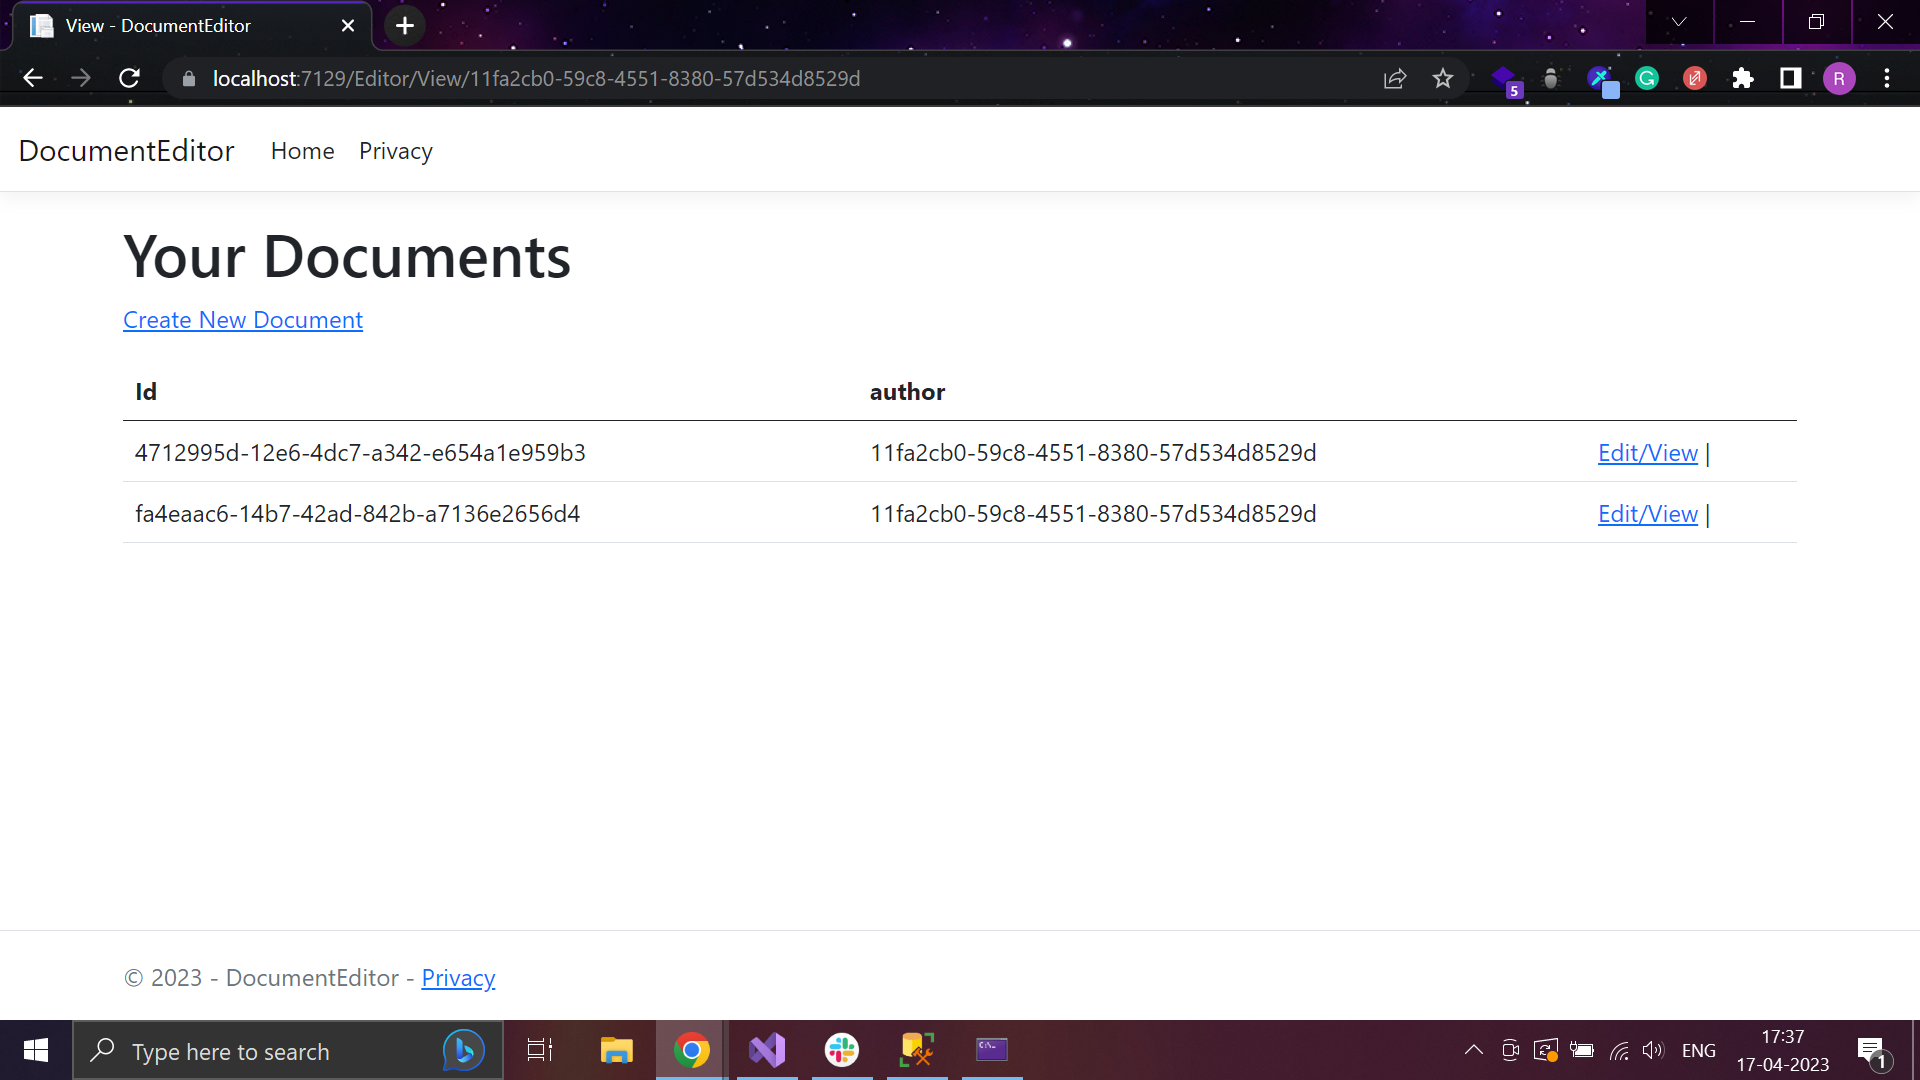 View - DocumentEditor
localhost:7129/Editor/View/11fa2cb0-59c8-4551-8380-57d534d8529d
5
R
DocumentEditor Home Privacy
Your Documents
Create New Document
Id author
4712995d-12e6-4dc7-a342-e654a1e959b3 11fa2cb0-59c8-4551-8380-57d534d8529d Edit/View |
fa4eaac6-14b7-42ad-842b-a7136e2656d4 11fa2cb0-59c8-4551-8380-57d534d8529d Edit/View |
© 2023 - DocumentEditor - Privacy
Type here to search
ENG
17:37
17-04-2023
1